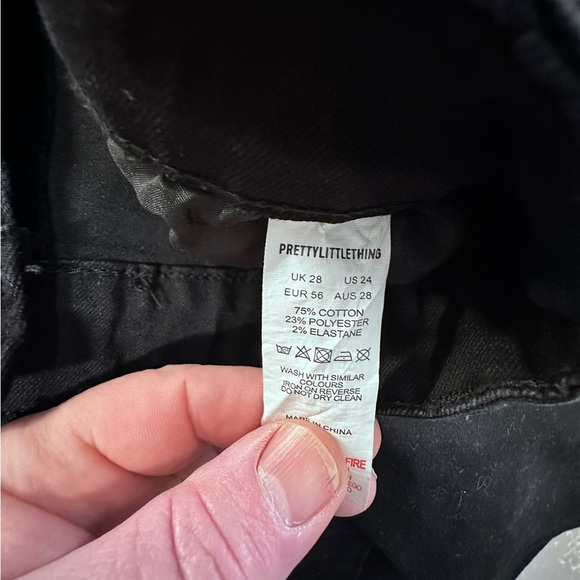 PRETTYLITTLETHING
UK 28 US 24
EUR 56 AUS 28
75% COTTON
23% POLYESTER
2% ELASTANE
WASH WITH SIMILAR
COLOURS
IRON ON REVERSE
DO NOT DRY CLEAN
MADE IN CHINA
FIRE